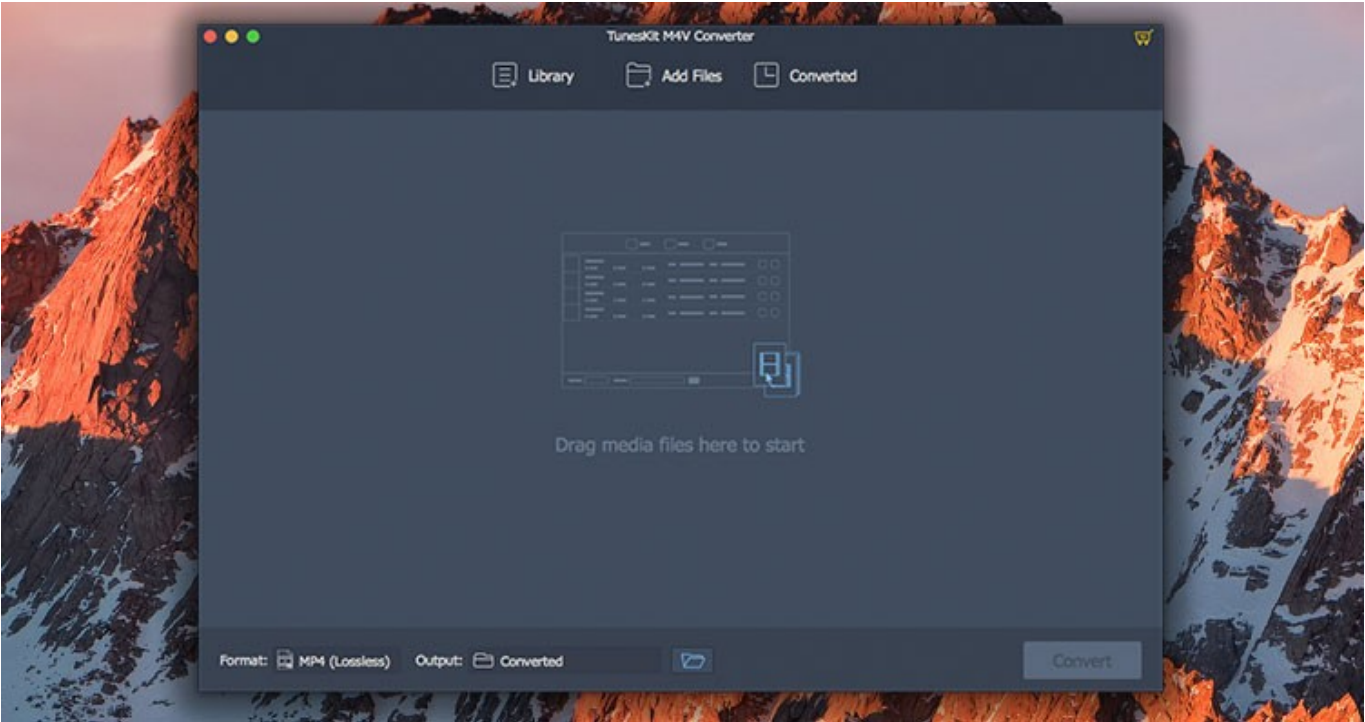 TunesKit M4V Converter
Library Add Files Converted
Drag media files here to start
Format: MP4 (Lossless) Output: Converted Convert